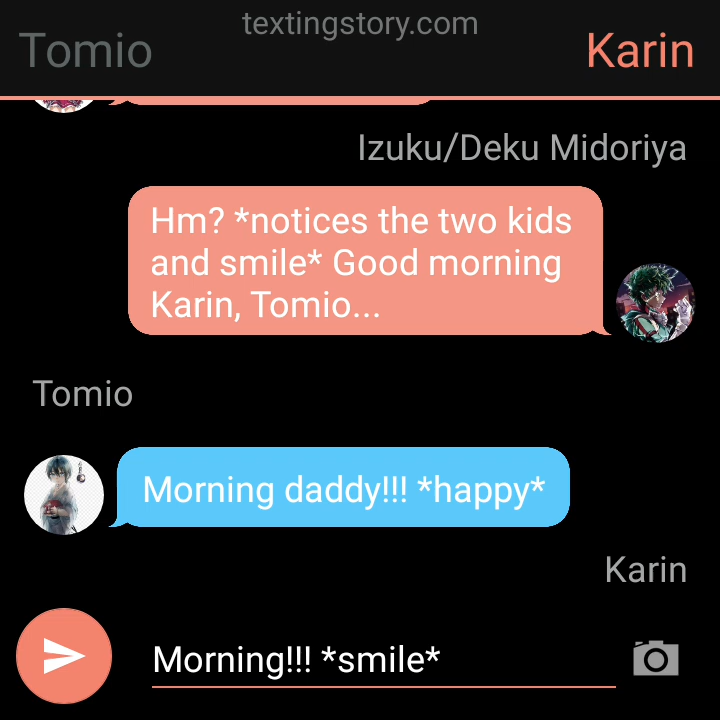 textingstory.com
Tomio
Karin
Izuku/Deku Midoriya
Hm? *notices the two kids
and smile* Good morning
Karin, Tomio...
Tomio
Morning daddy!!! *happy*
Karin
Morning!!! *smile*